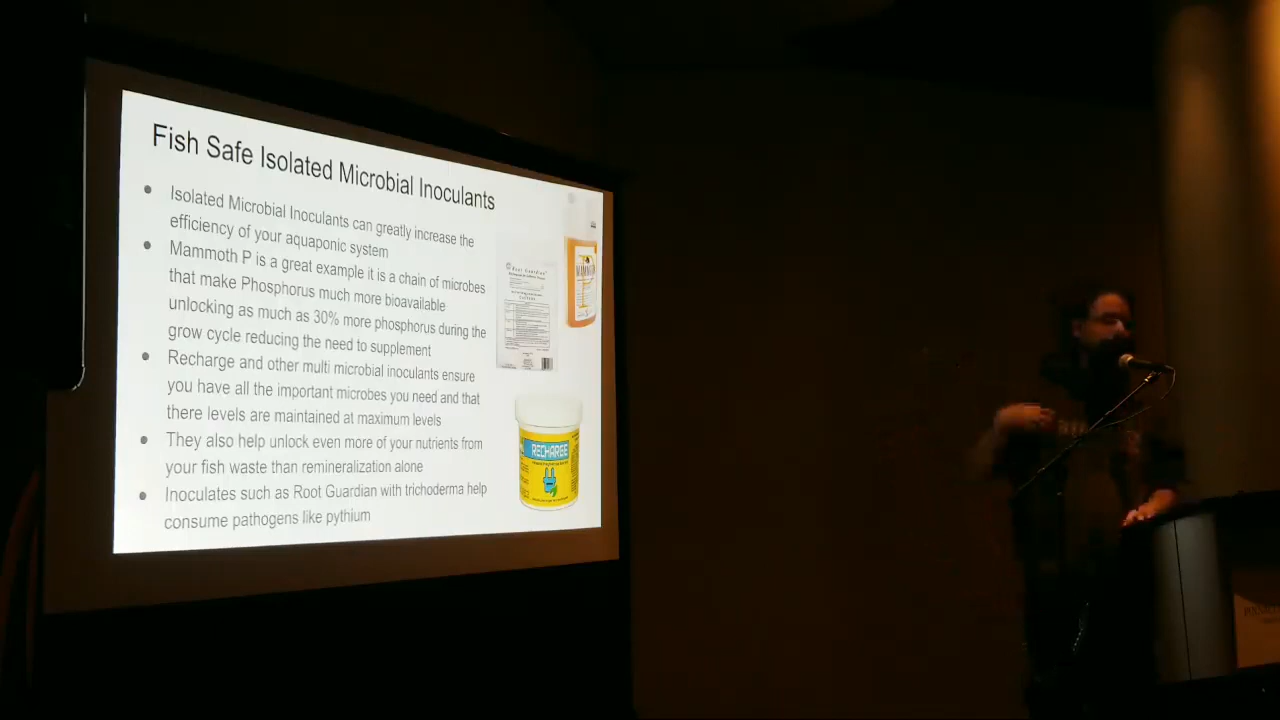 Fish Safe Isolated Microbial Inoculants
Isolated Microbial Inoculants can greatly increase the
efficiency of your aquaponic system
Mammoth P is a great example it is a chain of microbes
that make Phosphorus much more bioavailable
unlocking as much as 30% more phosphorus during the
grow cycle reducing the need to supplement
Recharge and other multi microbial inoculants ensure
you have all the important microbes you need and that
there levels are maintained at maximum levels
They also help unlock even more of your nutrients from
your fish waste than remineralization alone
Inoculates such as Root Guardian with trichoderma help
consume pathogens like pythium
Root Guardian
MAMMOTH
RECHARGE